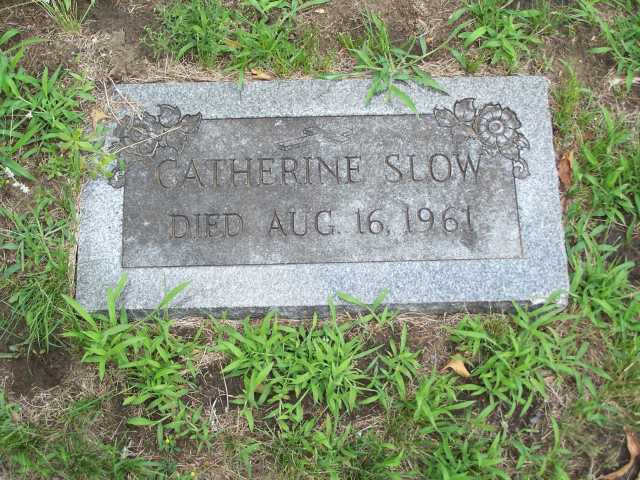 CATHERINE SLOW
DIED AUG. 16, 1961